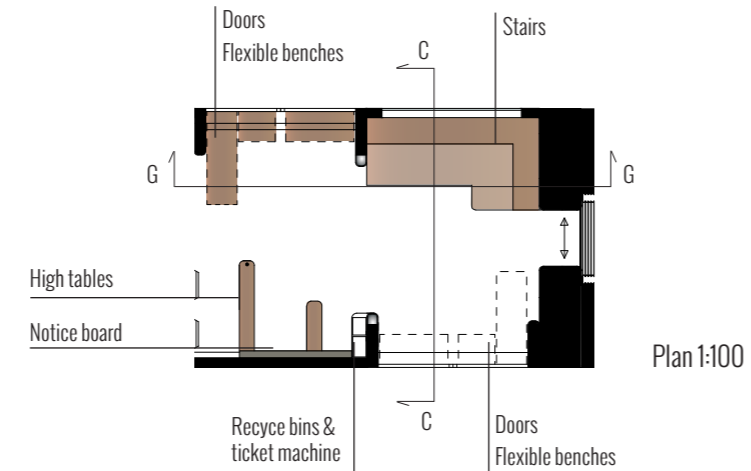 Doors
Flexible benches
Stairs
C
G
G
High tables
Notice board
Plan 1:100
Recyce bins &
ticket machine
C
Doors
Flexible benches